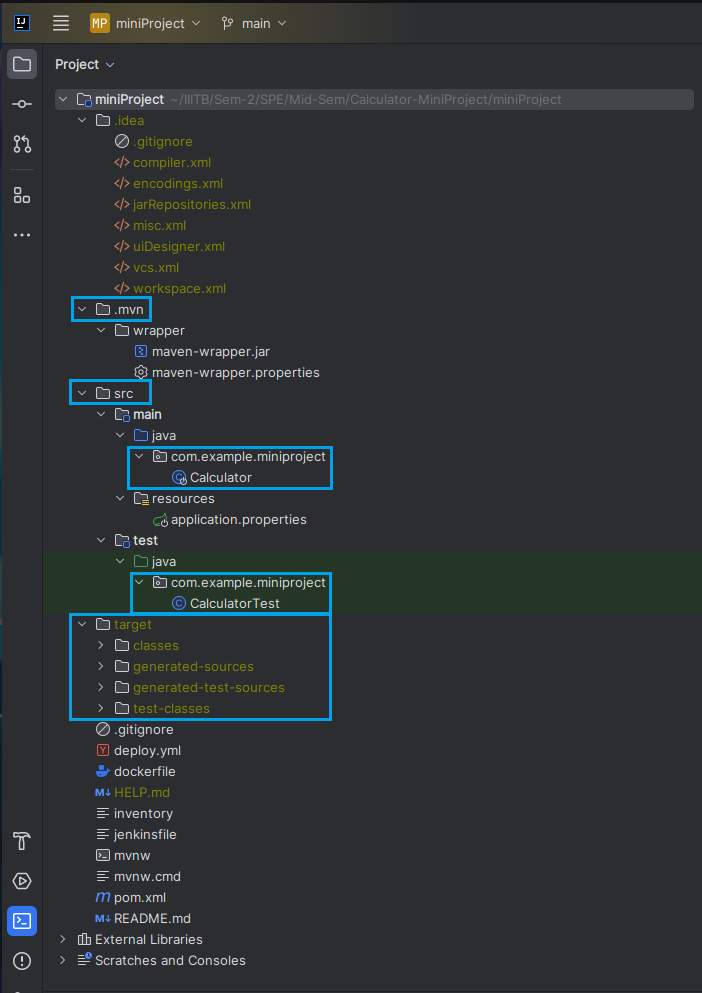 MP miniProject main
Project
miniProject ~/IIITB/Sem-2/SPE/Mid-Sem/Calculator-MiniProject/miniProject
.idea
.gitignore
compiler.xml
encodings.xml
jarRepositories.xml
misc.xml
uiDesigner.xml
vcs.xml
workspace.xml
.mvn
wrapper
maven-wrapper.jar
maven-wrapper.properties
src
main
java
com.example.miniproject
Calculator
resources
application.properties
test
java
com.example.miniproject
CalculatorTest
target
classes
generated-sources
generated-test-sources
test-classes
.gitignore
deploy.yml
dockerfile
HELP.md
inventory
jenkinsfile
mvnw
mvnw.cmd
pom.xml
README.md
External Libraries
Scratches and Consoles